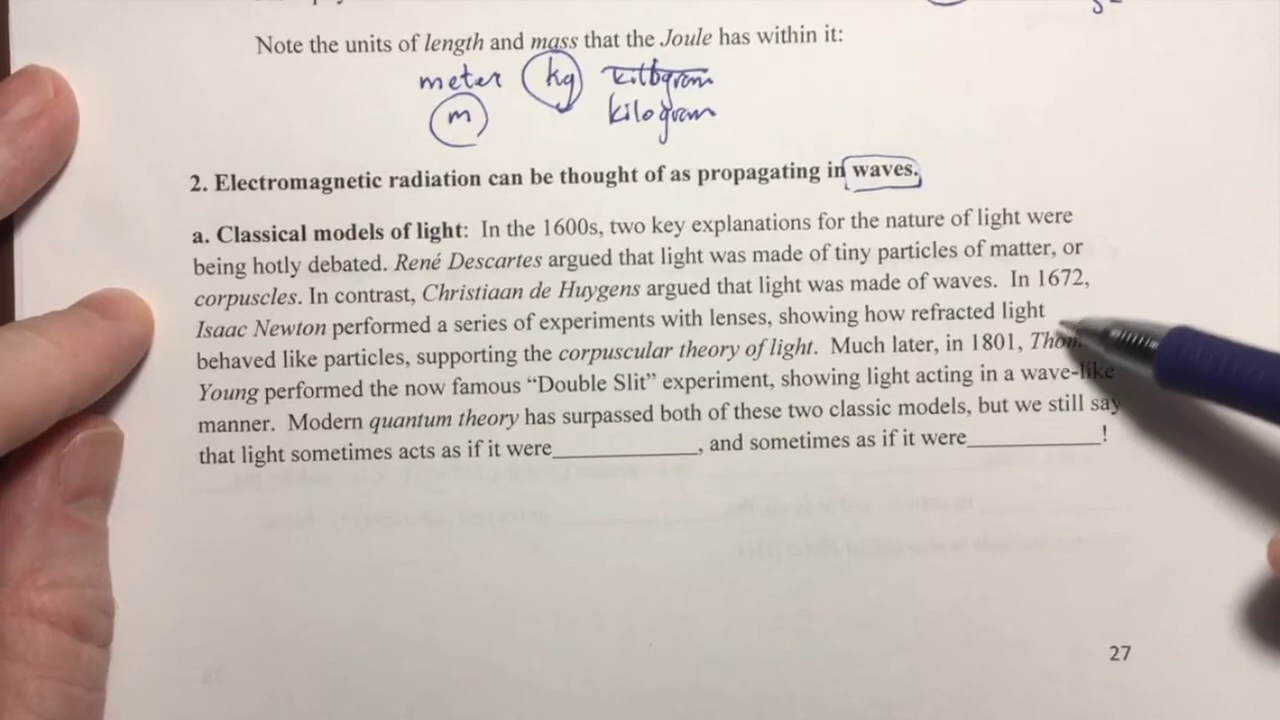 Note the units of length and mass that the Joule has within it:
meter kg kilogram
m kilogram
2. Electromagnetic radiation can be thought of as propagating in waves.
a. Classical models of light: In the 1600s, two key explanations for the nature of light were
being hotly debated. René Descartes argued that light was made of tiny particles of matter, or
corpuscles. In contrast, Christiaan de Huygens argued that light was made of waves. In 1672,
Isaac Newton performed a series of experiments with lenses, showing how refracted light
behaved like particles, supporting the corpuscular theory of light. Much later, in 1801,
Young performed the now famous “Double Slit” experiment, showing light acting in a wave-like
manner. Modern quantum theory has surpassed both of these two classic models, but we still say
that light sometimes acts as if it were____________, and sometimes as if it were___________!
27